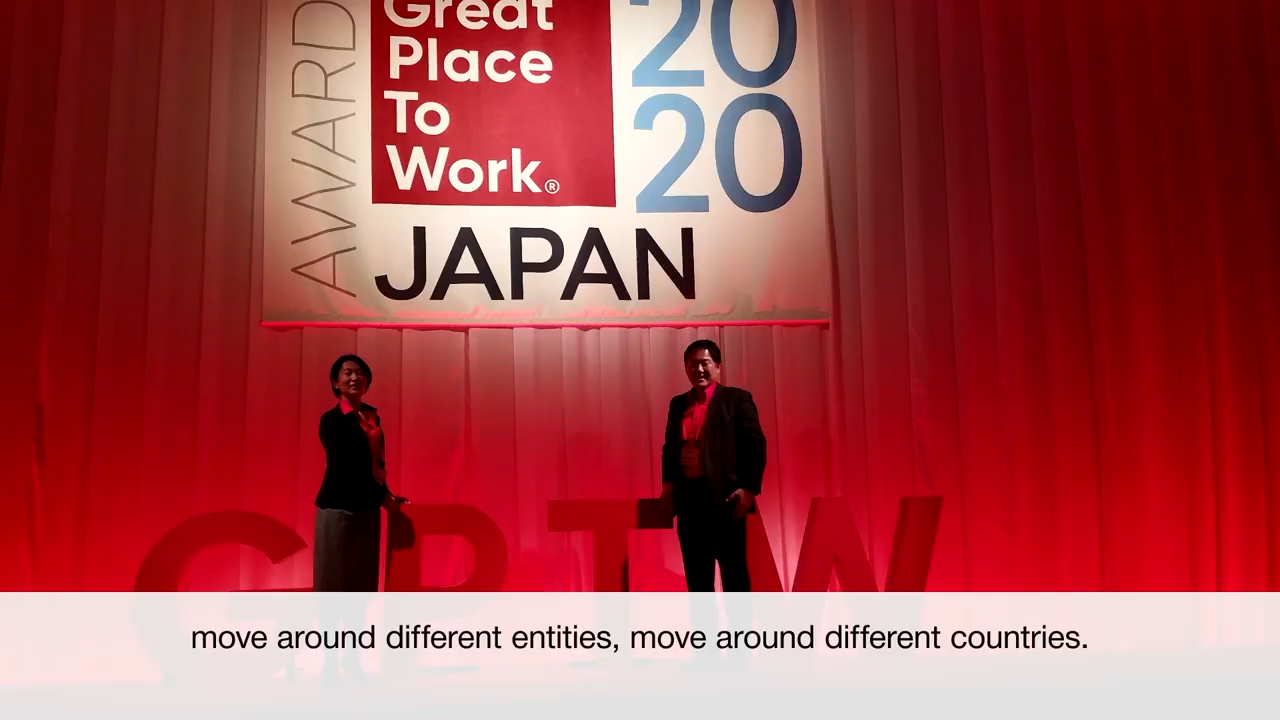 AWARD
Great
Place
To
Work®
20
20
JAPAN
GPTW
move around different entities, move around different countries.